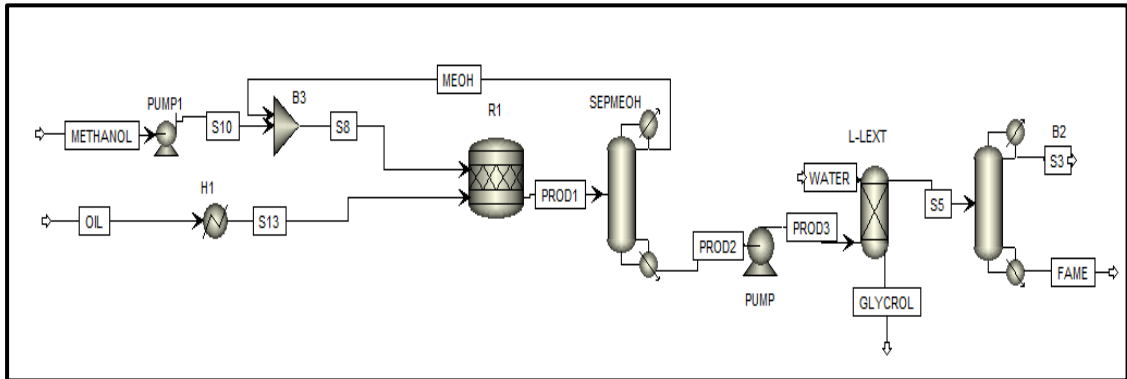 MEOH
R1
SEPMEOH
PUMP1
B3
S10
S8
METHANOL
L-LEXT
B2
S3
WATER
H1
PROD1
S5
OIL
S13
PROD2
PROD3
PUMP
FAME
GLYCROL